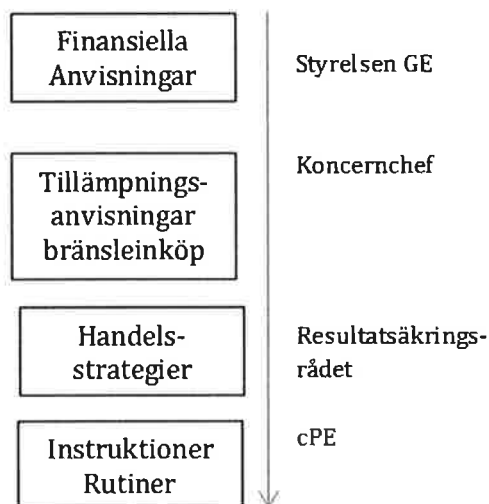 Finansiella
Anvisningar
Styrelsen GE
Koncernchef
Tillämpnings-
anvisningar
bränsleinköp
Handels-
strategier
Resultatsäkrings-
rådet
cPE
Instruktioner
Rutiner